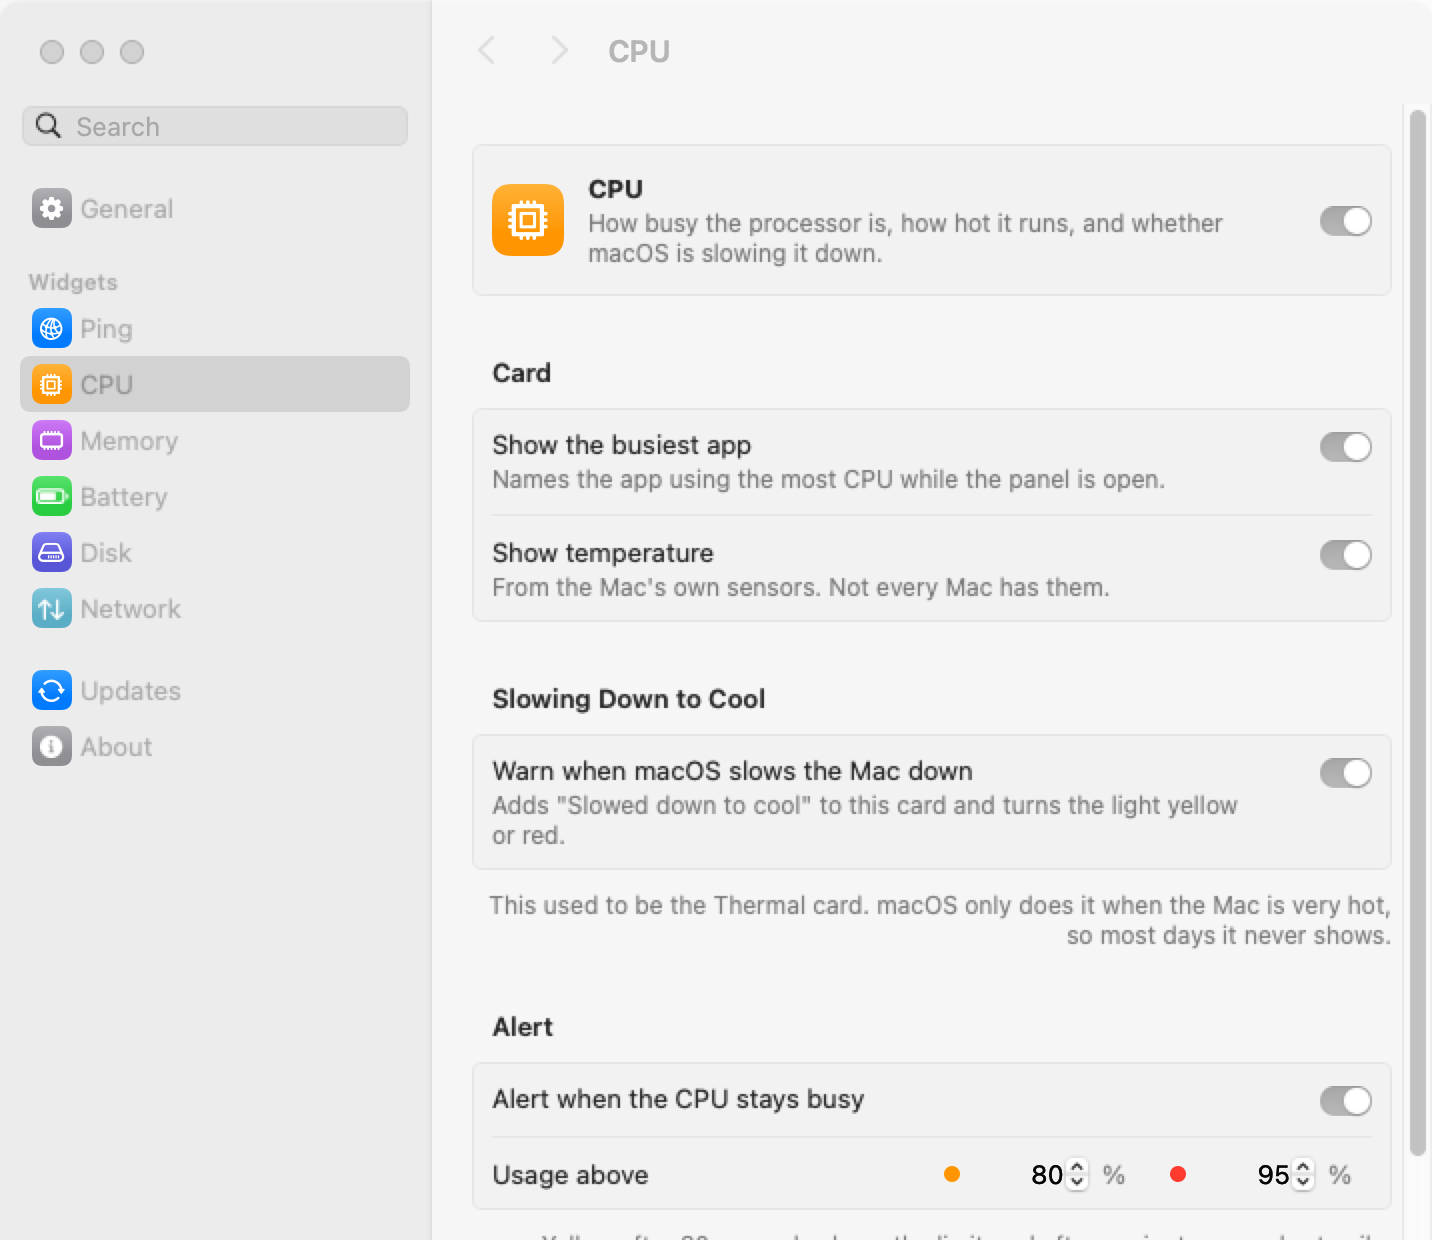 CPU
Search
General
Widgets
Ping
CPU
Memory
Battery
Disk
Network
Updates
About
CPU
How busy the processor is, how hot it runs, and whether
macOS is slowing it down.
Card
Show the busiest app
Names the app using the most CPU while the panel is open.
Show temperature
From the Mac's own sensors. Not every Mac has them.
Slowing Down to Cool
Warn when macOS slows the Mac down
Adds "Slowed down to cool" to this card and turns the light yellow
or red.
This used to be the Thermal card. macOS only does it when the Mac is very hot,
so most days it never shows.
Alert
Alert when the CPU stays busy
Usage above 80 % 95 %